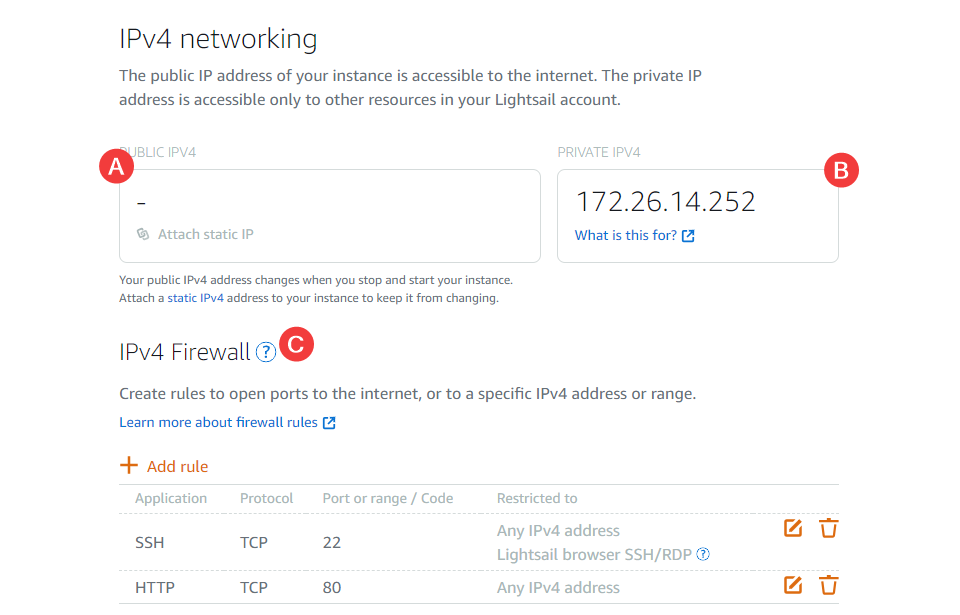 IPv4 networking
The public IP address of your instance is accessible to the internet. The private IP
address is accessible only to other resources in your Lightsail account.
A UBLIC IPV4
PRIVATE IPV4 B
-
172.26.14.252
Attach static IP
What is this for?
Your public IPv4 address changes when you stop and start your instance.
Attach a static IPv4 address to your instance to keep it from changing.
IPv4 Firewall ? C
Create rules to open ports to the internet, or to a specific IPv4 address or range.
Learn more about firewall rules
+ Add rule
Application Protocol Port or range / Code Restricted to
SSH TCP 22 Any IPv4 address
Lightsail browser SSH/RDP ?
HTTP TCP 80 Any IPv4 address